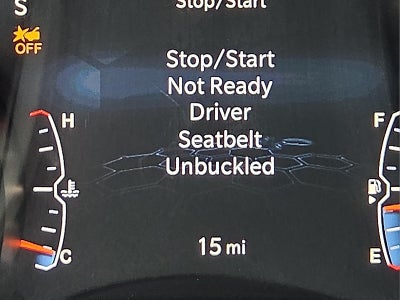 S
Stop/Start
OFF
Stop/Start
Not Ready
Driver
Seatbelt
Unbuckled
H
F
C
E
15 mi